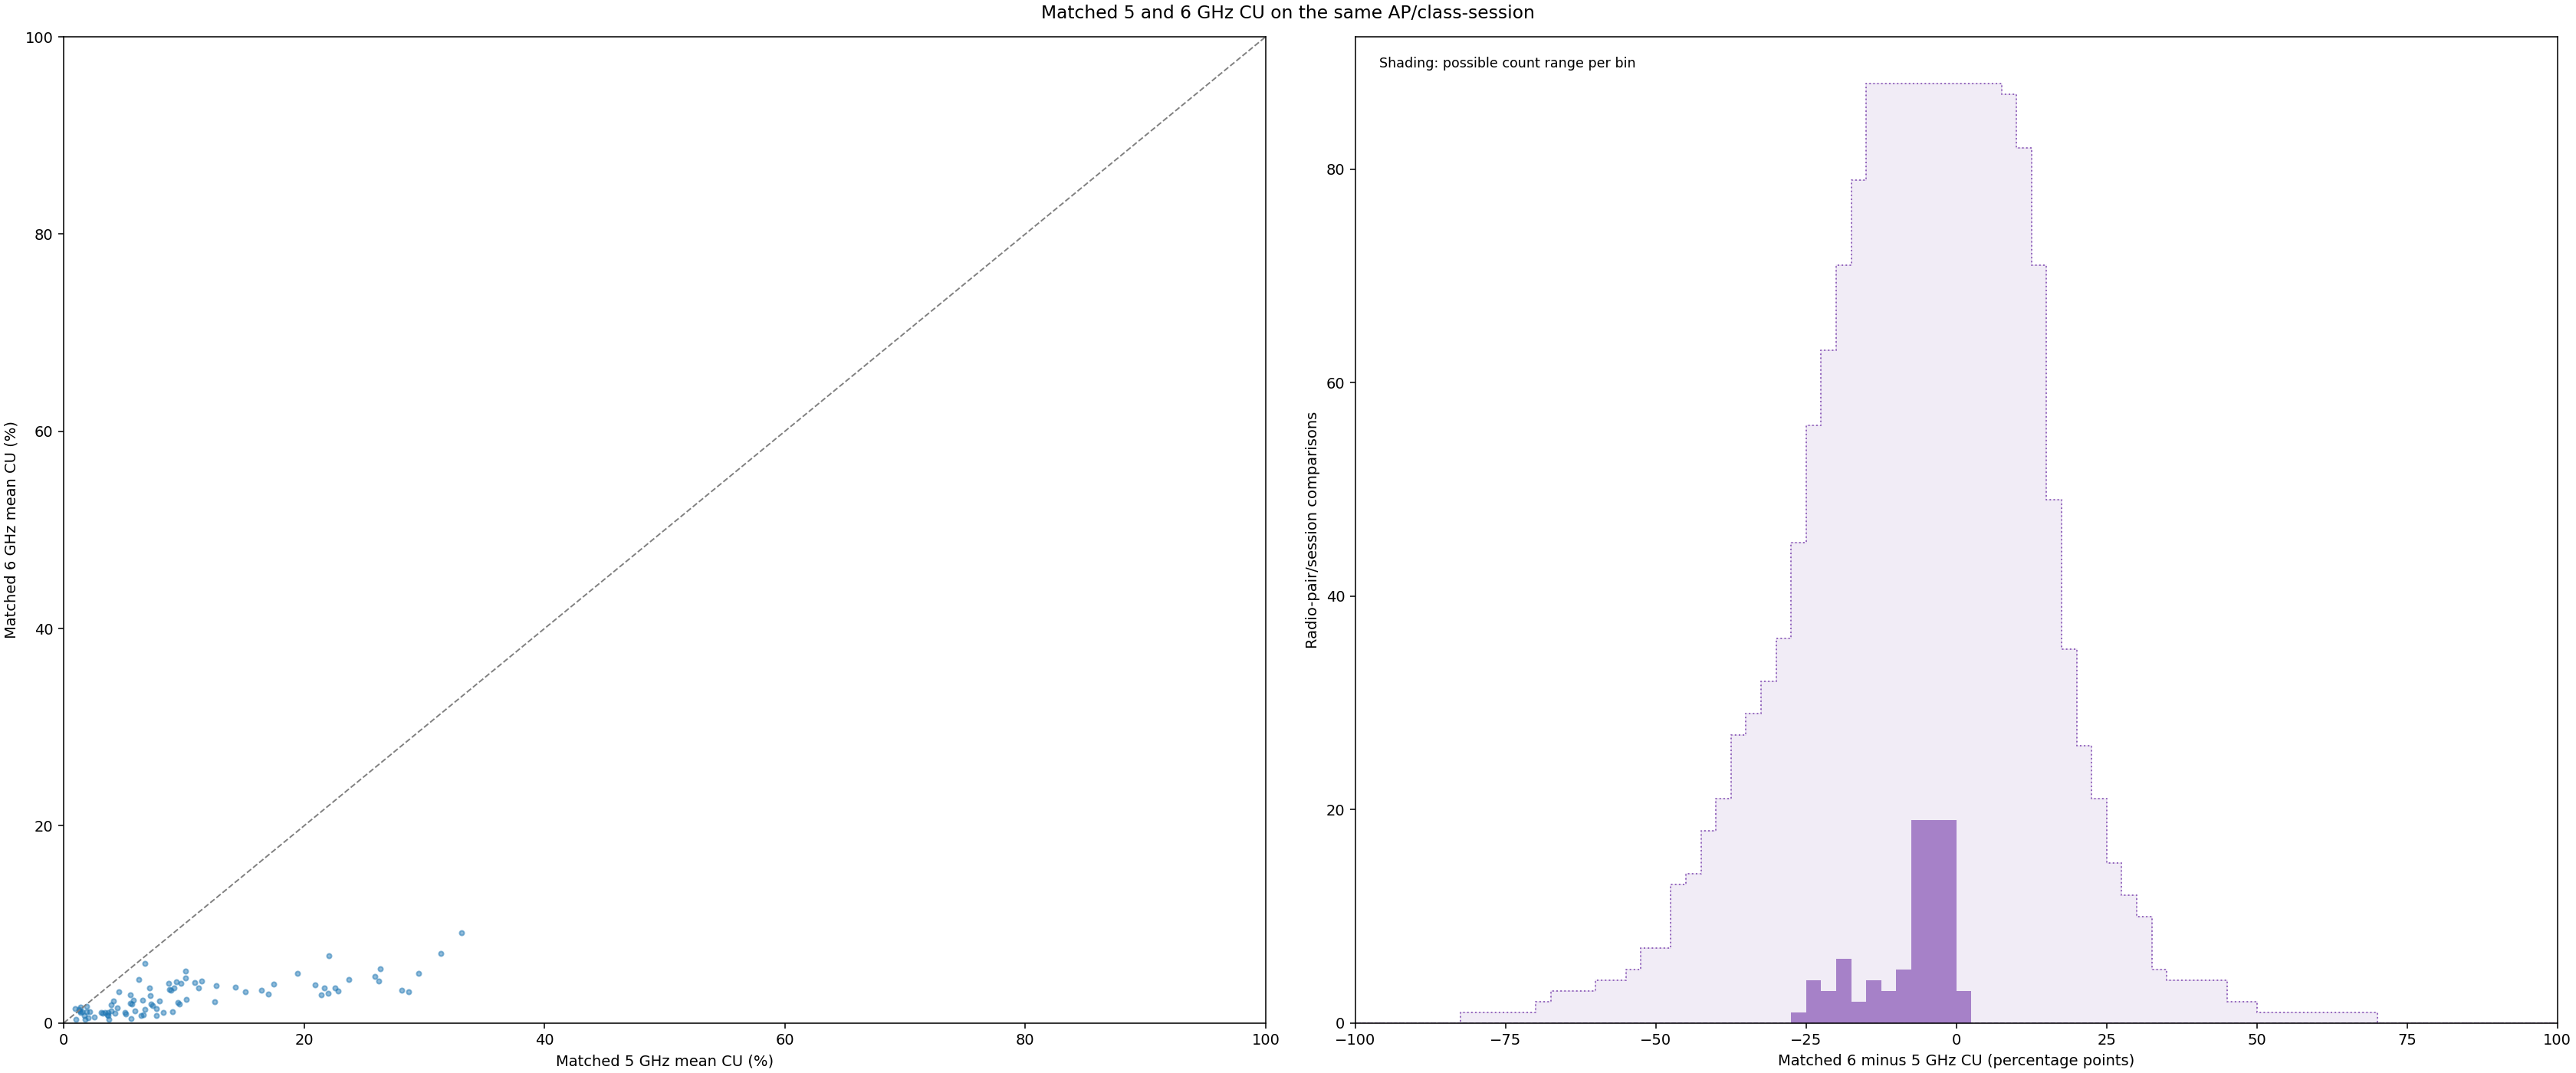 Matched 5 and 6 GHz CU on the same AP/class-session
100
80
60
40
20
0
Matched 6 GHz mean CU (%)
0 20 40 60 80 100
Matched 5 GHz mean CU (%)
Shading: possible count range per bin
80
60
40
20
0
Radio-pair/session comparisons
−100 −75 −50 −25 0 25 50 75 100
Matched 6 minus 5 GHz CU (percentage points)